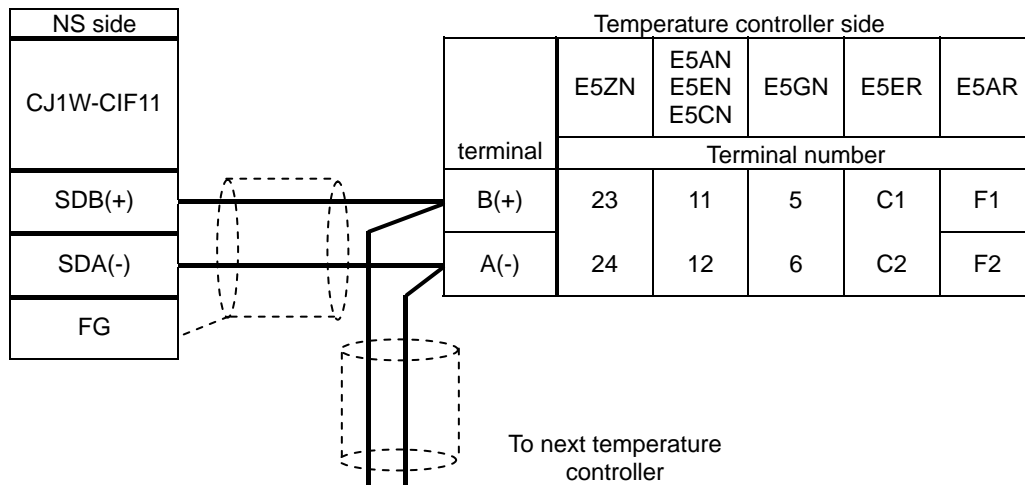 NS side
Temperature controller side
CJ1W-CIF11
terminal
E5ZN
E5AN
E5EN
E5CN
E5GN
E5ER
E5AR
Terminal number
SDB(+)
B(+) 23 11 5 C1 F1
SDA(-)
A(-) 24 12 6 C2 F2
FG
To next temperature
controller